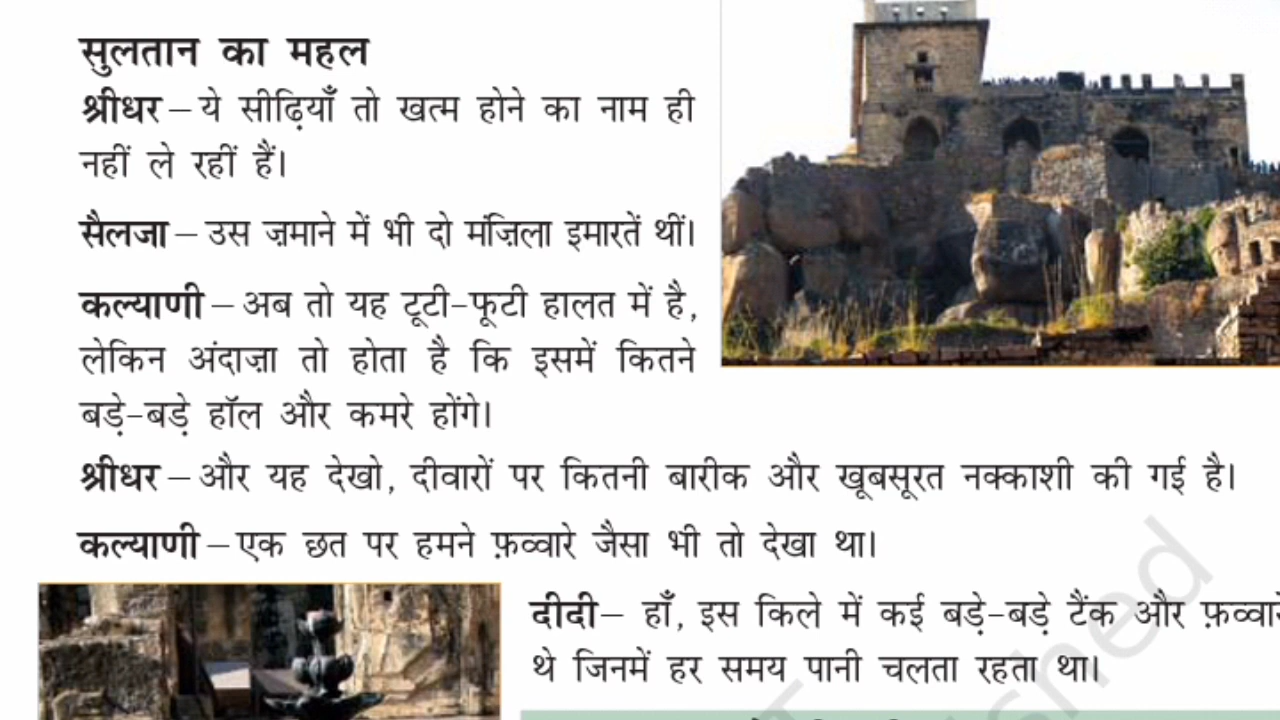 सुलतान का महल
श्रीधर – ये सीढ़ियाँ तो खत्म होने का नाम ही
नहीं ले रहीं हैं।
सैलजा – उस ज़माने में भी दो मंज़िला इमारतें थीं।
कल्याणी – अब तो यह टूटी-फूटी हालत में है,
लेकिन अंदाज़ा तो होता है कि इसमें कितने
बड़े-बड़े हॉल और कमरे होंगे।
श्रीधर – और यह देखो, दीवारों पर कितनी बारीक और खूबसूरत नक्काशी की गई है।
कल्याणी – एक छत पर हमने फ़व्वारे जैसा भी तो देखा था।
दीदी – हाँ, इस किले में कई बड़े-बड़े टैंक और फ़व्वारे
थे जिनमें हर समय पानी चलता रहता था।